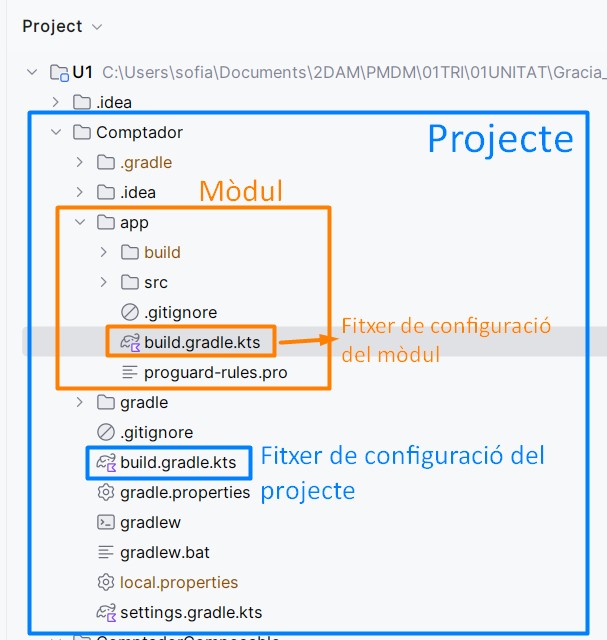 Project
U1 C:\Users\sofia\Documents\2DAM\PMDM\01TRI\01UNITAT\Gracia_
.idea
Comptador
Projecte
.gradle
.idea
Mòdul
app
build
src
.gitignore
build.gradle.kts
Fitxer de configuració
del mòdul
proguard-rules.pro
gradle
.gitignore
build.gradle.kts
Fitxer de configuració del
projecte
gradle.properties
gradlew
gradlew.bat
local.properties
settings.gradle.kts